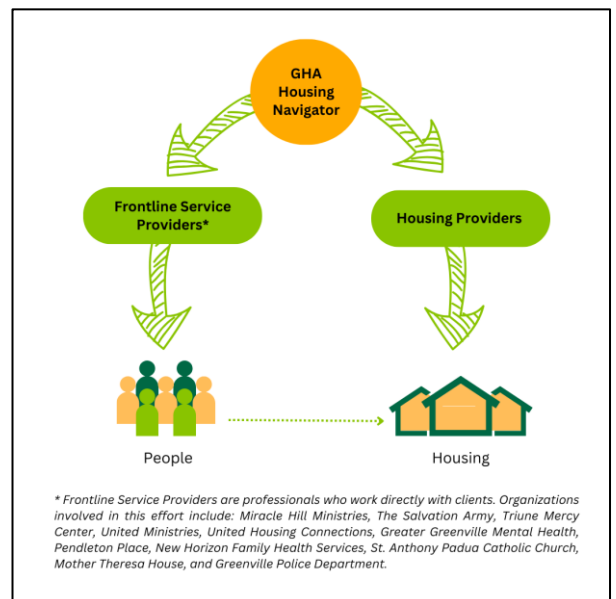 GHA
Housing
Navigator
Frontline Service
Providers*
Housing Providers
People
Housing
* Frontline Service Providers are professionals who work directly with clients. Organizations
involved in this effort include: Miracle Hill Ministries, The Salvation Army, Triune Mercy
Center, United Ministries, United Housing Connections, Greater Greenville Mental Health,
Pendleton Place, New Horizon Family Health Services, St. Anthony Padua Catholic Church,
Mother Theresa House, and Greenville Police Department.